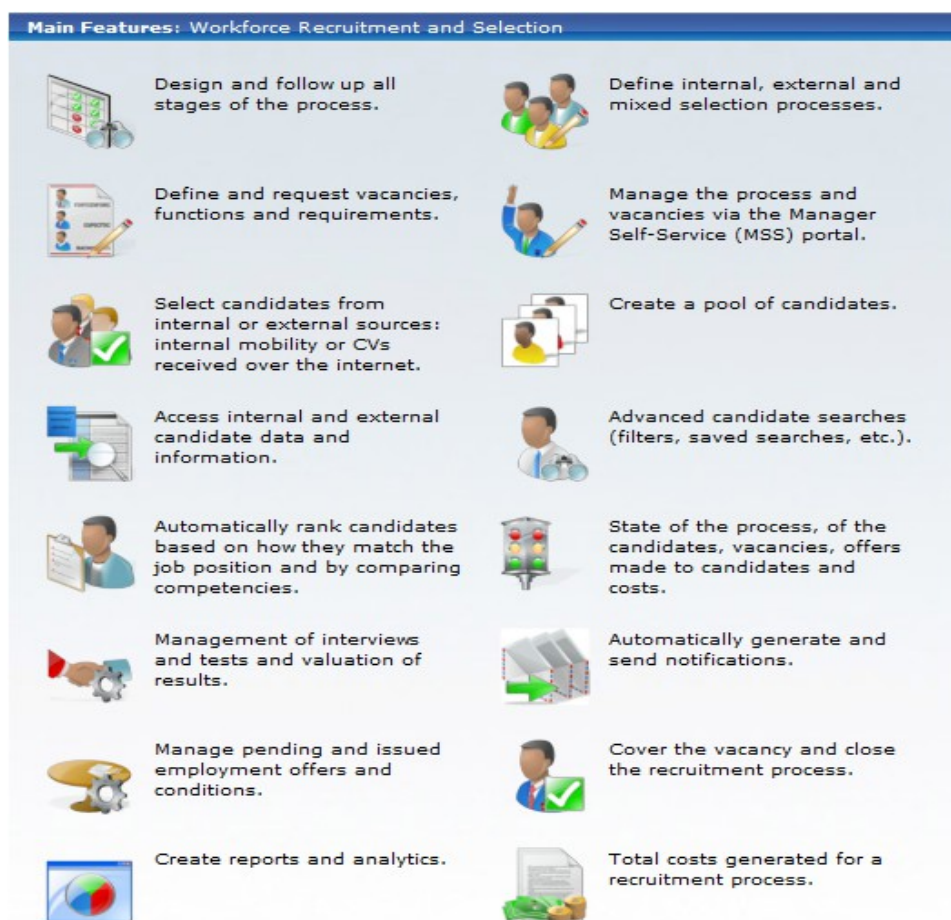 Main Features: Workforce Recruitment and Selection
Design and follow up all
stages of the process.
Define internal, external and
mixed selection processes.
Define and request vacancies,
functions and requirements.
Manage the process and
vacancies via the Manager
Self-Service (MSS) portal.
Select candidates from
internal or external sources:
internal mobility or CVs
received over the internet.
Create a pool of candidates.
Access internal and external
candidate data and
information.
Advanced candidate searches
(filters, saved searches, etc.).
Automatically rank candidates
based on how they match the
job position and by comparing
competencies.
State of the process, of the
candidates, vacancies, offers
made to candidates and
costs.
Management of interviews
and tests and valuation of
results.
Automatically generate and
send notifications.
Manage pending and issued
employment offers and
conditions.
Cover the vacancy and close
the recruitment process.
Create reports and analytics.
Total costs generated for a
recruitment process.